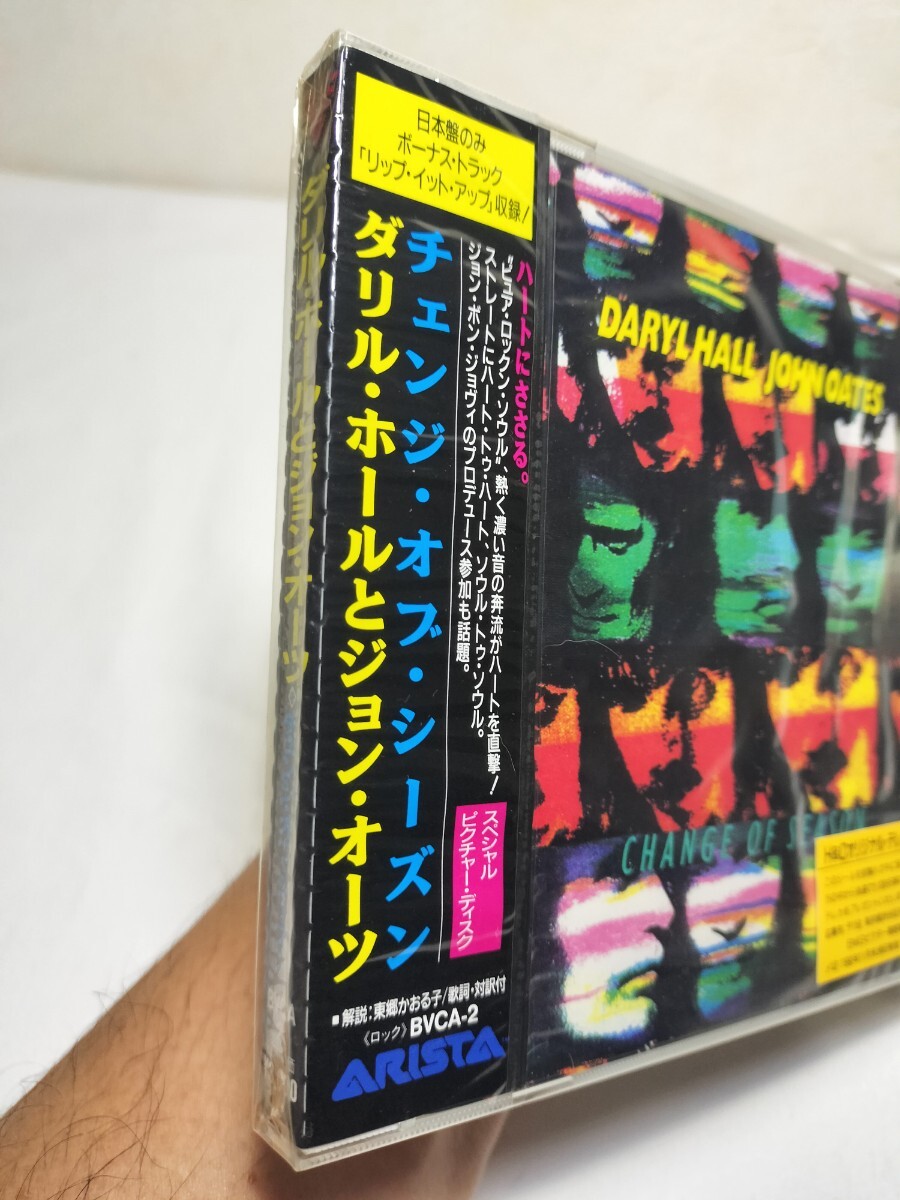 日本盤のみ
ボーナス・トラック
「リップ・イット・アップ」収録!
ハートにささる。
"ピュア・ロックン・ソウル"、熱く濃い音の奔流がハートを直撃!
ストレートにハート・トゥ・ハート、ソウル・トゥ・ソウル。
ジョン・ボン・ジョヴィのプロデュース参加も話題。
チェンジ・オブ・シーズン
ダリル・ホールとジョン・オーツ
スペシャル
ピクチャー・ディスク
■解説:東郷かおる子/歌詞・対訳付
《ロック》BVCA-2
ARISTA
ダリル・ホールとジョン・オーツ
DARYL HALL JOHN OATES
CHANGE OF SEASON